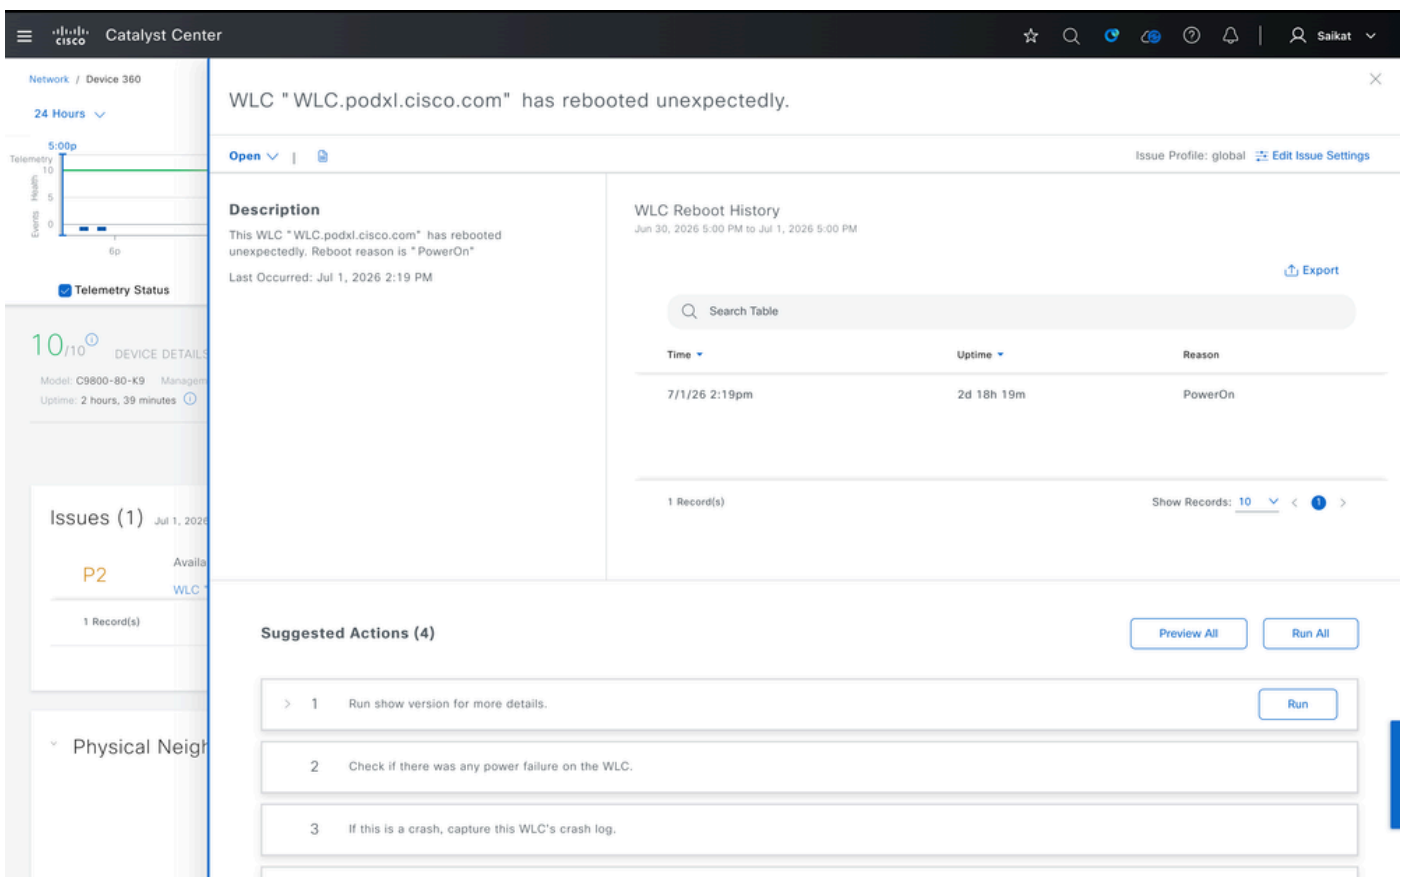 cisco Catalyst Center
Saikat
Network / Device 360
24 Hours
WLC "WLC.podxl.cisco.com" has rebooted unexpectedly.
5:00p
Telemetry
10
Health
5
Events
0
6p
Telemetry Status
Open |
Issue Profile: global Edit Issue Settings
Description
This WLC "WLC.podxl.cisco.com" has rebooted
unexpectedly. Reboot reason is "PowerOn"
Last Occurred: Jul 1, 2026 2:19 PM
WLC Reboot History
Jun 30, 2026 5:00 PM to Jul 1, 2026 5:00 PM
Export
Search Table
Time Uptime Reason
7/1/26 2:19pm 2d 18h 19m PowerOn
1 Record(s)
Show Records: 10 1
10/10 DEVICE DETAILS
Model: C9800-80-K9 Managem
Uptime: 2 hours, 39 minutes
Issues (1) Jul 1, 2026
P2
Availa
WLC "
1 Record(s)
Physical Neigh
Suggested Actions (4)
Preview All Run All
1 Run show version for more details. Run
2 Check if there was any power failure on the WLC.
3 If this is a crash, capture this WLC's crash log.